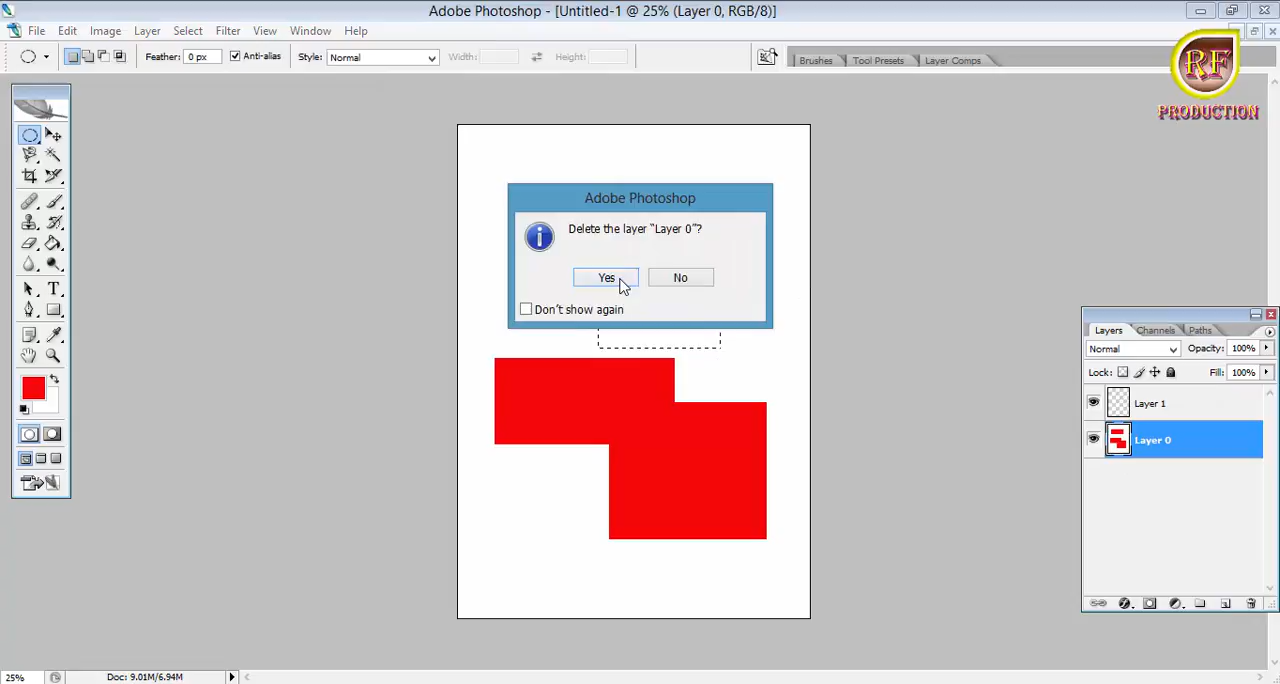 Adobe Photoshop - [Untitled-1 @ 25% (Layer 0, RGB/8)]
File Edit Image Layer Select Filter View Window Help
Feather: 0 px Anti-alias Style: Normal Width: Height: Brushes Tool Presets Layer Comps
RF
PRODUCTION
Adobe Photoshop
Delete the layer “Layer 0”?
Yes No
Don't show again
Layers Channels Paths
Normal Opacity: 100%
Lock: Fill: 100%
Layer 1
Layer 0
25% Doc: 9.01M/6.94M